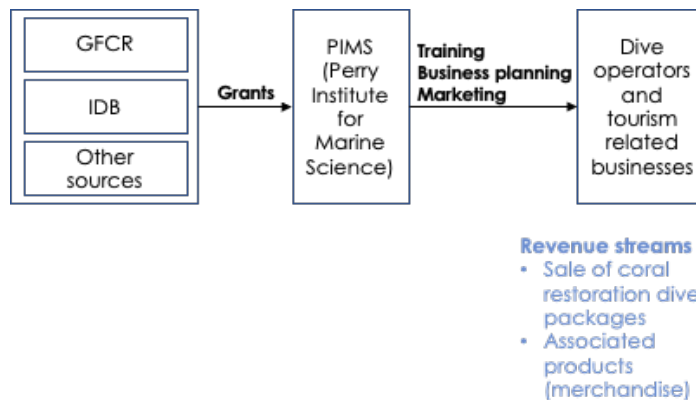 GFCR
IDB
Other
sources
Grants
PIMS
(Perry
Institute
for
Marine
Science)
Training
Business planning
Marketing
Dive
operators
and
tourism
related
businesses
Revenue streams
• Sale of coral
restoration dive
packages
• Associated
products
(merchandise)